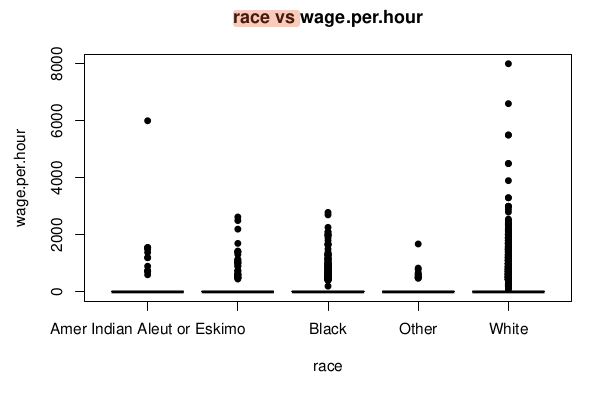 race vs wage.per.hour
8000
6000
4000
2000
0
wage.per.hour
Amer Indian Aleut or Eskimo Black Other White
race